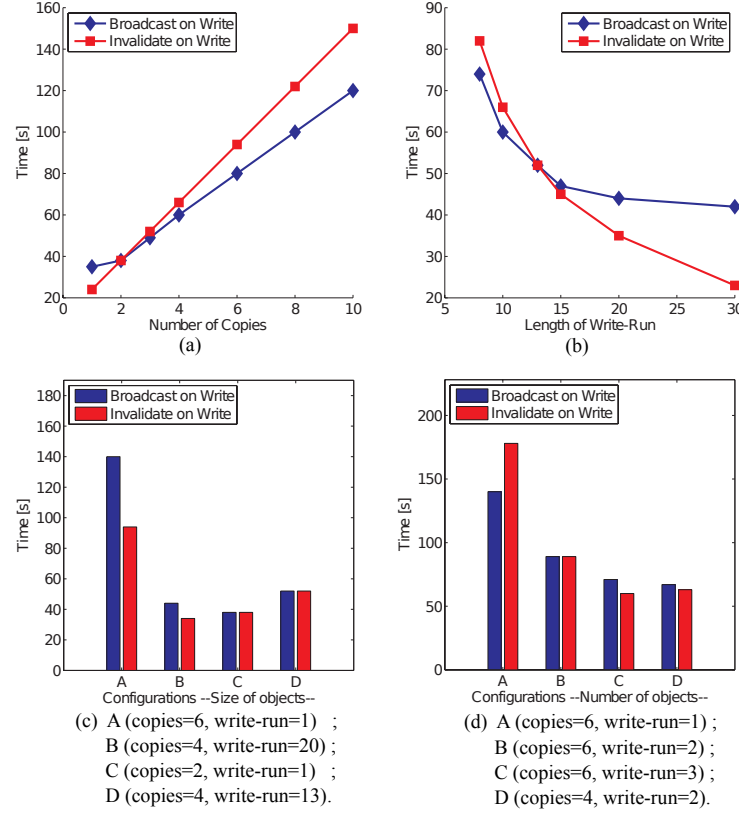 160
140
120
100
80
60
40
20
Time [s]
Broadcast on Write
Invalidate on Write
0 2 4 6 8 10
Number of Copies
(a)
90
80
70
60
50
40
30
20
Time [s]
Broadcast on Write
Invalidate on Write
5 10 15 20 25 30
Length of Write-Run
(b)
180
160
140
120
100
80
60
40
20
0
Time [s]
Broadcast on Write
Invalidate on Write
A B C D
Configurations --Size of objects--
(c) A (copies=6, write-run=1) ;
B (copies=4, write-run=20) ;
C (copies=2, write-run=1) ;
D (copies=4, write-run=13).
200
150
100
50
0
Time [s]
Broadcast on Write
Invalidate on Write
A B C D
Configurations --Number of objects--
(d) A (copies=6, write-run=1) ;
B (copies=6, write-run=2) ;
C (copies=6, write-run=3) ;
D (copies=4, write-run=2).